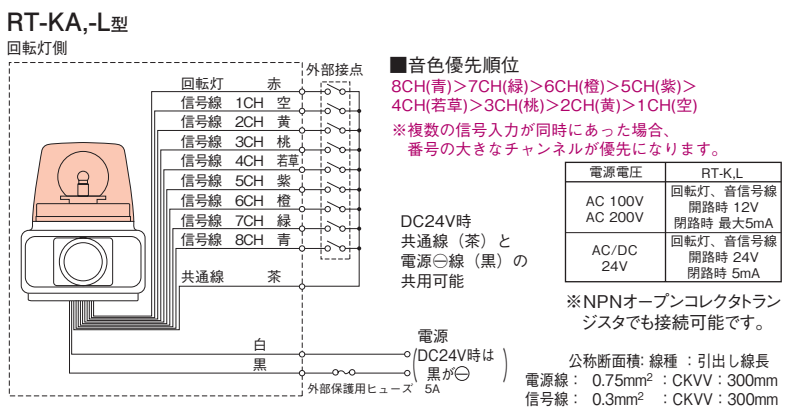 RT-KA,-L型
回転灯側
外部接点
回転灯 赤
信号線 1CH 空
信号線 2CH 黄
信号線 3CH 桃
信号線 4CH 若草
信号線 5CH 紫
信号線 6CH 橙
信号線 7CH 緑
信号線 8CH 青
共通線 茶
白
黒
外部保護用ヒューズ 5A
電源
(DC24V時は
黒が⊖)
DC24V時
共通線（茶）と
電源⊖線（黒）の
共用可能
■音色優先順位
8CH(青)＞7CH(緑)＞6CH(橙)＞5CH(紫)＞
4CH(若草)＞3CH(桃)＞2CH(黄)＞1CH(空)
※複数の信号入力が同時にあった場合、
番号の大きなチャンネルが優先になります。
電源電圧 RT-K,L
AC 100V
AC 200V
回転灯、音信号線
開路時 12V
閉路時 最大5mA
AC/DC
24V
回転灯、音信号線
開路時 24V
閉路時 5mA
※NPNオープンコレクタトラン
ジスタでも接続可能です。
公称断面積: 線種 ：引出し線長
電源線： 0.75mm² ：CKVV：300mm
信号線： 0.3mm² ：CKVV：300mm